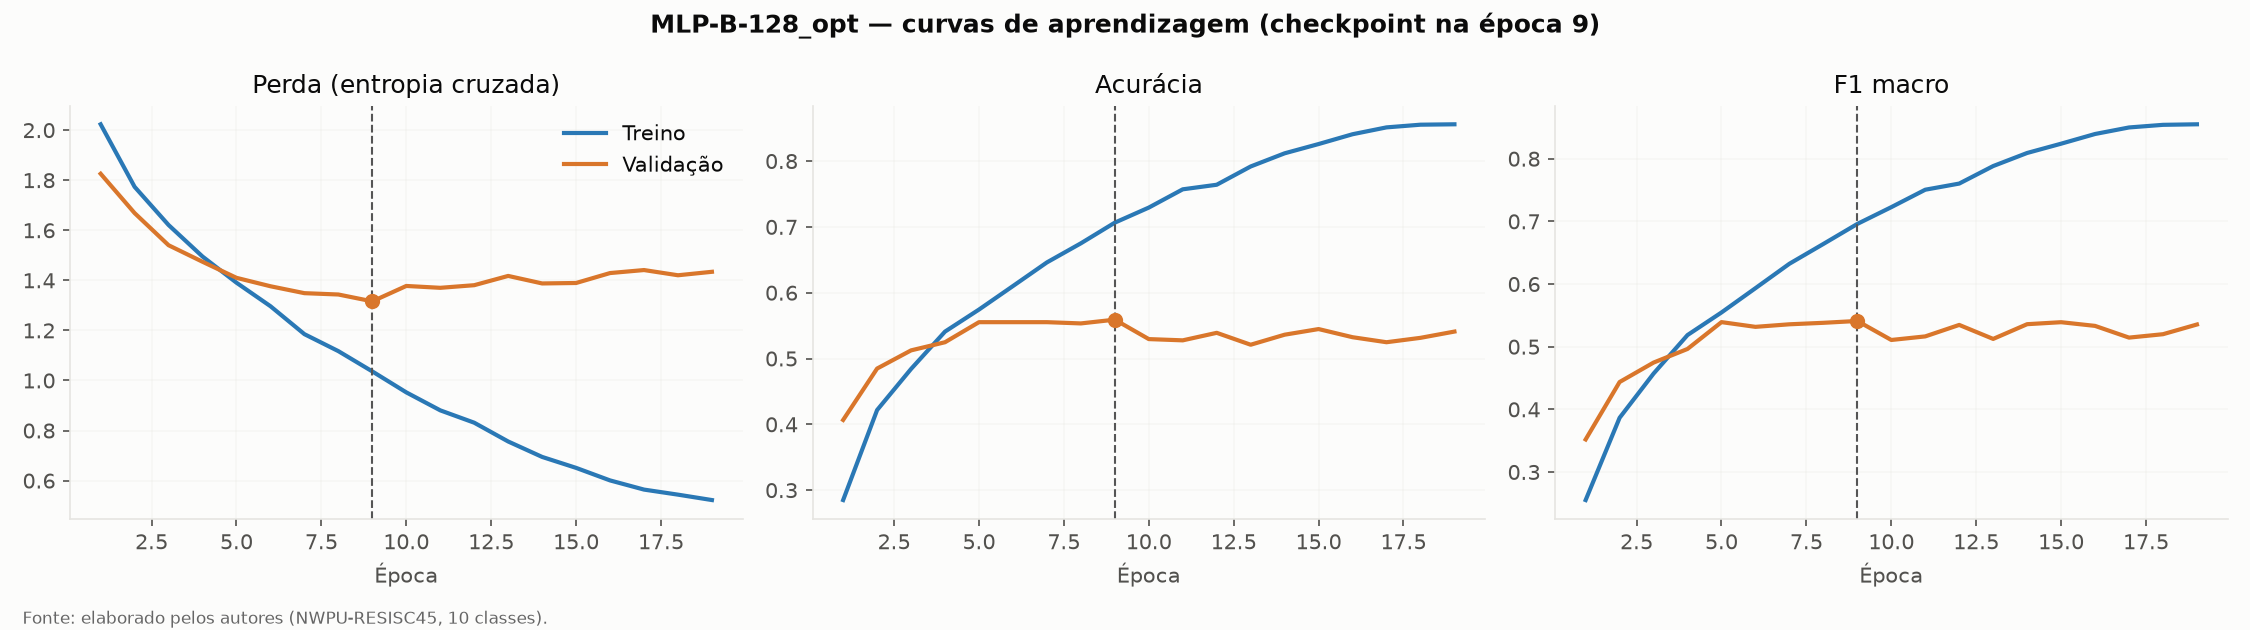 MLP-B-128_opt — curvas de aprendizagem (checkpoint na época 9)
Perda (entropia cruzada)
Treino
Validação
2.0
1.8
1.6
1.4
1.2
1.0
0.8
0.6
2.5 5.0 7.5 10.0 12.5 15.0 17.5
Época
Acurácia
0.8
0.7
0.6
0.5
0.4
0.3
2.5 5.0 7.5 10.0 12.5 15.0 17.5
Época
F1 macro
0.8
0.7
0.6
0.5
0.4
0.3
2.5 5.0 7.5 10.0 12.5 15.0 17.5
Época
Fonte: elaborado pelos autores (NWPU-RESISC45, 10 classes).